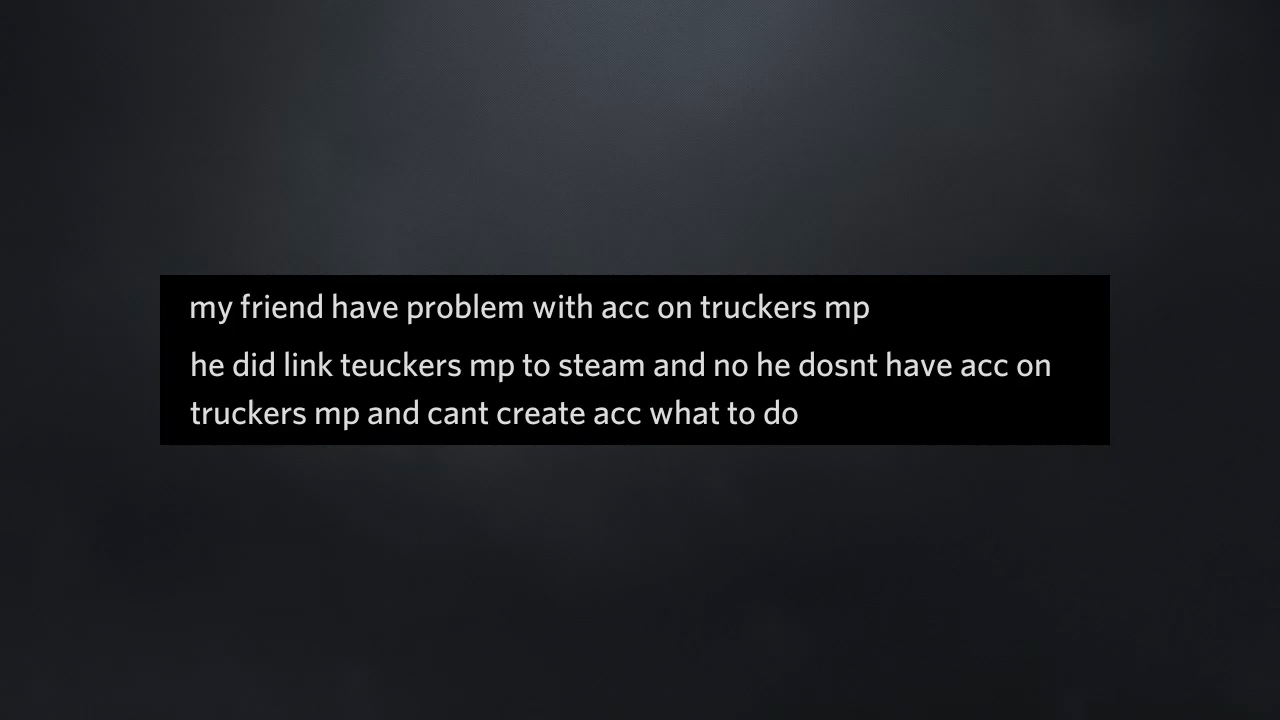 my friend have problem with acc on truckers mp
he did link teuckers mp to steam and no he dosnt have acc on
truckers mp and cant create acc what to do